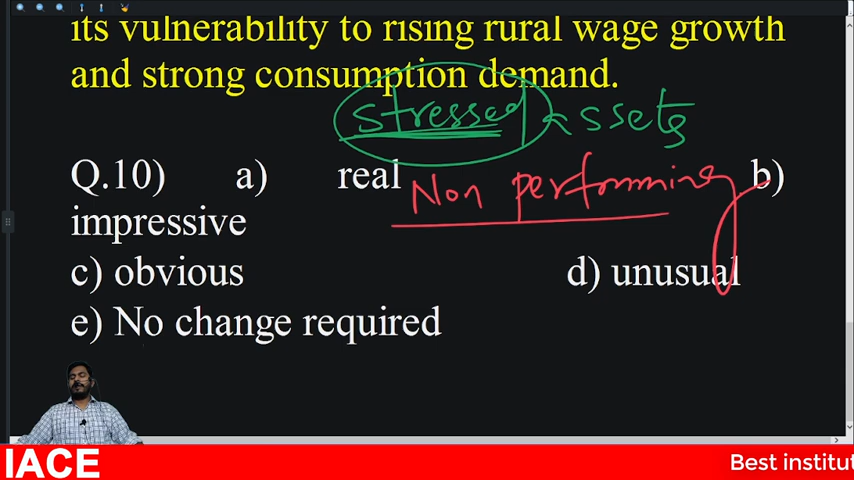 its vulnerability to rising rural wage growth
and strong consumption demand.
stressed assets
Q.10) a) real b)
Non performing
impressive
c) obvious d) unusual
e) No change required
IACE
Best institut